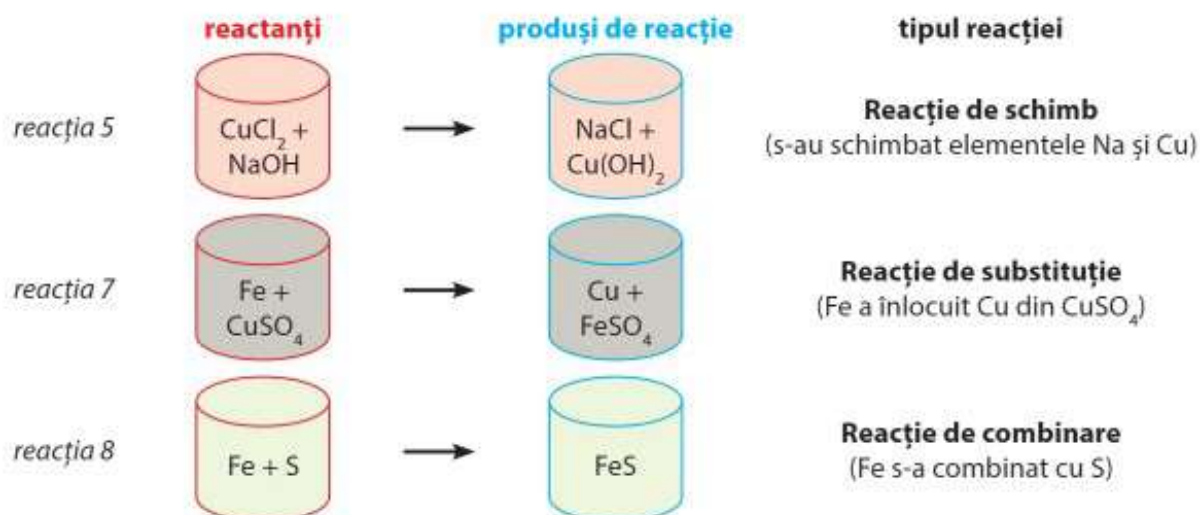 reactanți produși de reacție tipul reacției
reacția 5
CuCl₂ +
NaOH
NaCl +
Cu(OH)₂
Reacție de schimb
(s-au schimbat elementele Na și Cu)
reacția 7
Fe +
CuSO₄
Cu +
FeSO₄
Reacție de substituție
(Fe a înlocuit Cu din CuSO₄)
reacția 8
Fe + S
FeS
Reacție de combinare
(Fe s-a combinat cu S)